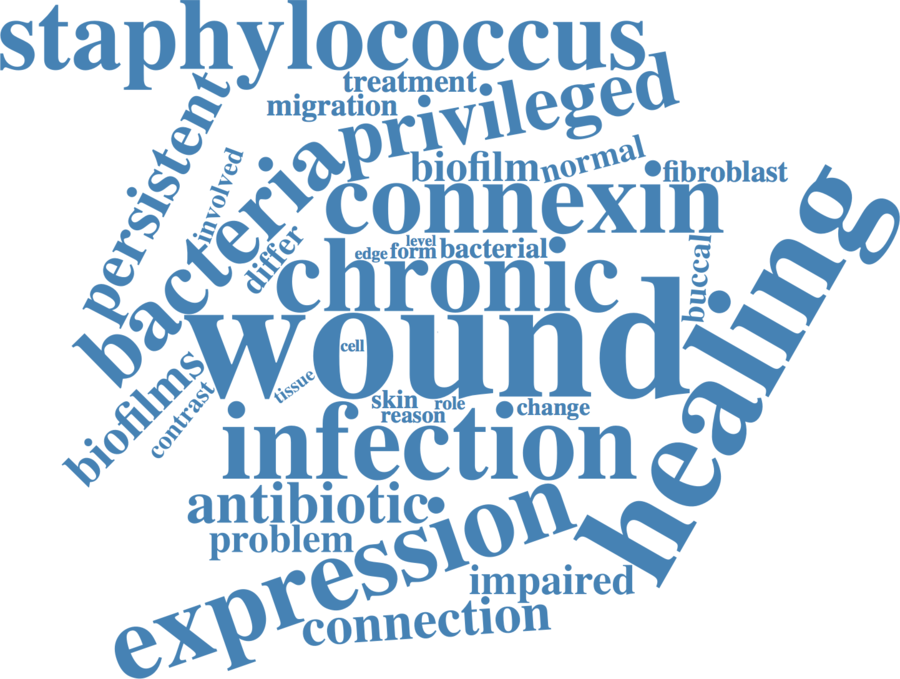 staphylococcus
treatment
migration
privileged
persistent
involved
bacteria
biofilm
normal
fibroblast
connexin
differ
level
edge
form
bacterial
chronic
buccal
healing
wound
cell
tissue
biofilms
contrast
skin
role
reason
change
infection
antibiotic
problem
expression
impaired
connection